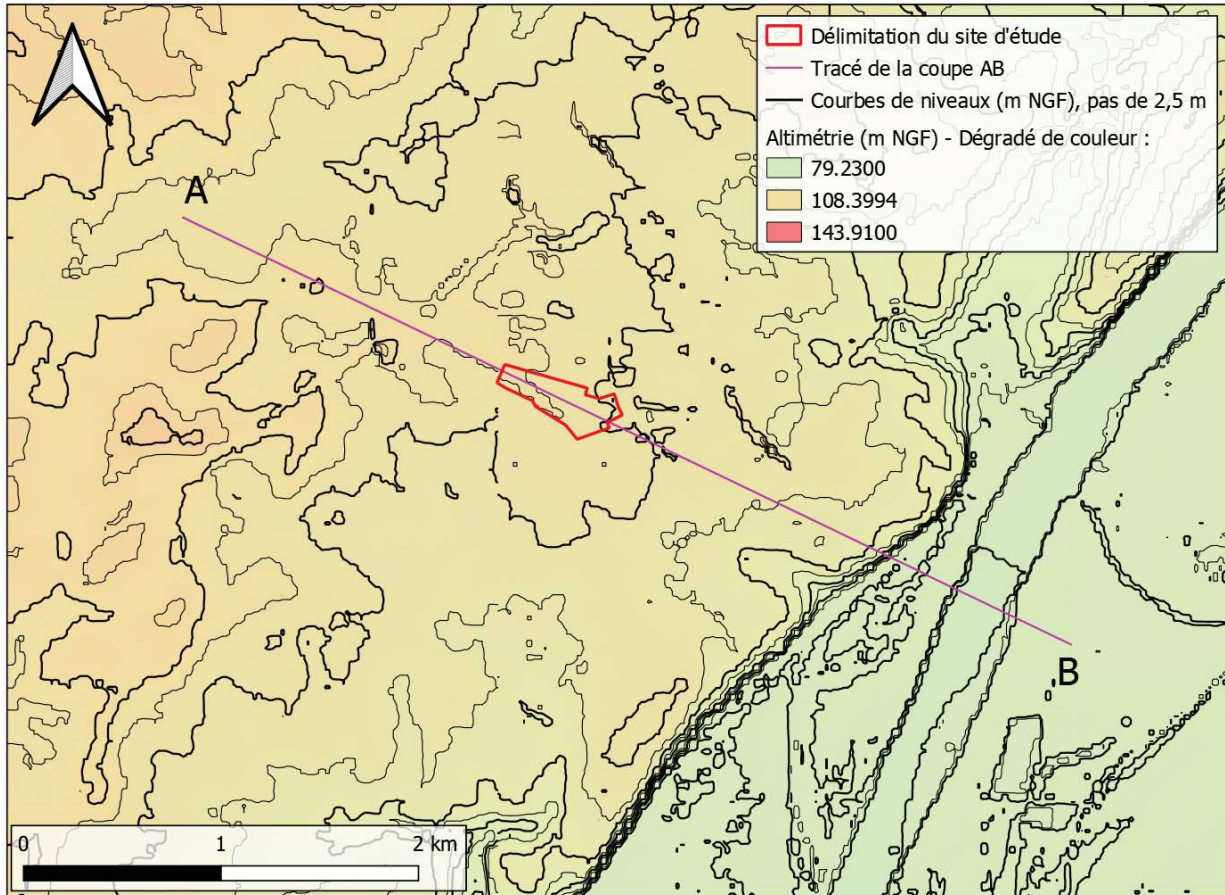 Délimitation du site d'étude
Tracé de la coupe AB
Courbes de niveaux (m NGF), pas de 2,5 m
Altimétrie (m NGF) - Dégradé de couleur :
79.2300
108.3994
143.9100
A
B
0 1 2 km